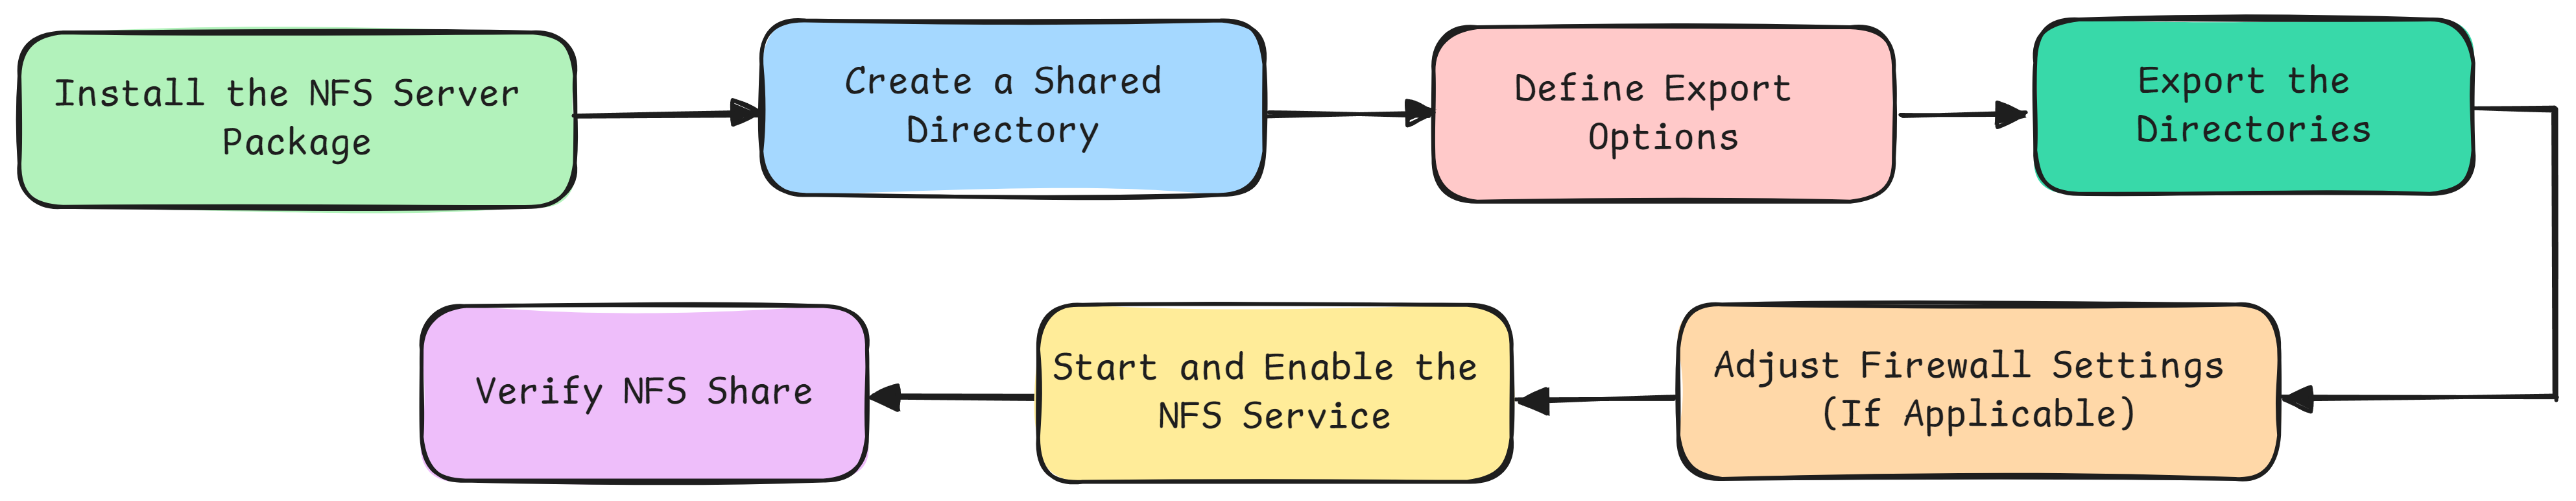 Install the NFS Server
Package
Create a Shared
Directory
Define Export
Options
Export the
Directories
Adjust Firewall Settings
(If Applicable)
Start and Enable the
NFS Service
Verify NFS Share